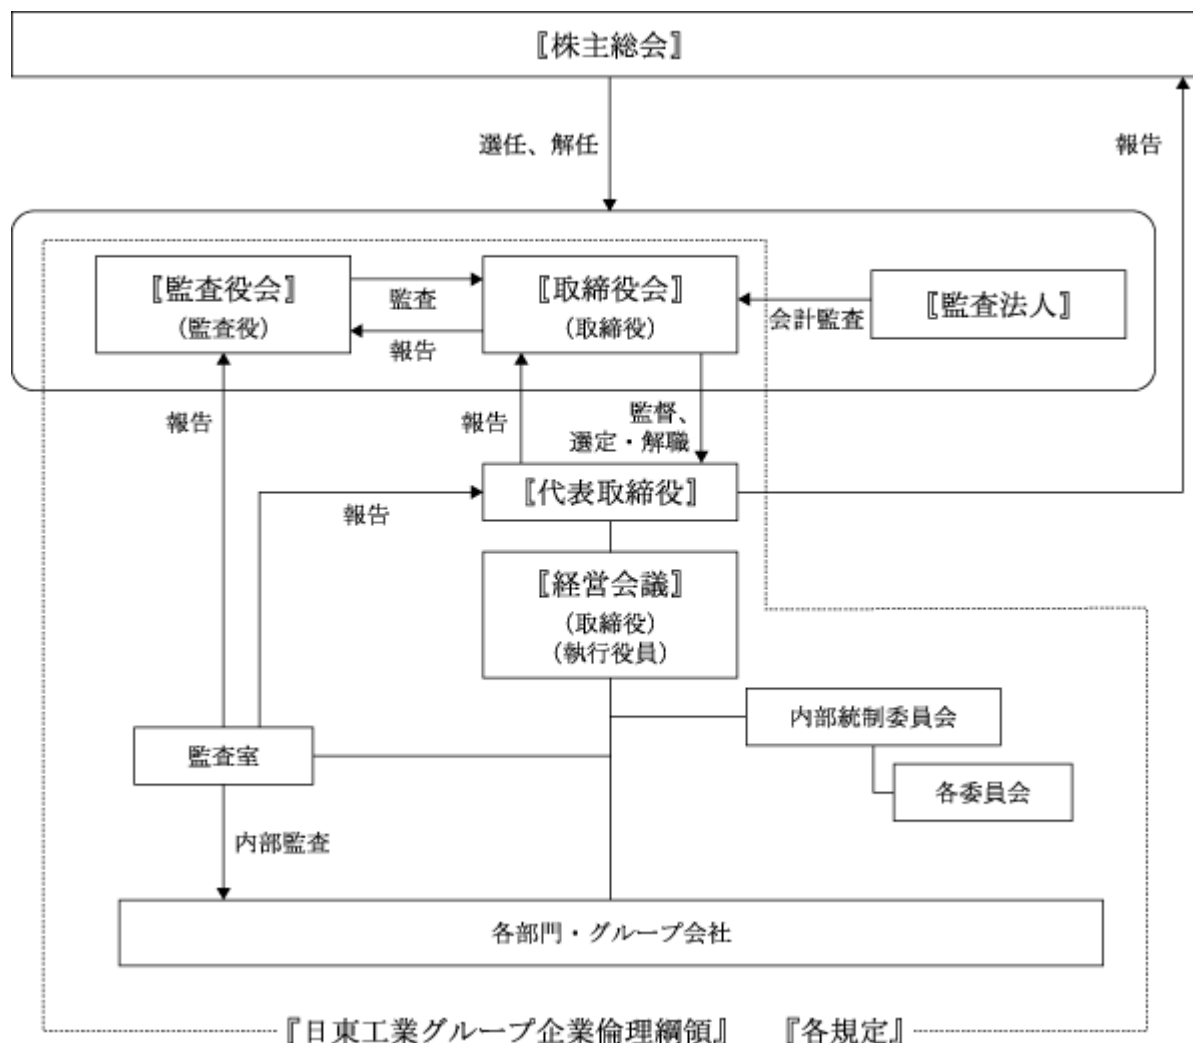 『株主総会』
選任、解任
報告
『監査役会』
(監査役)
監査
報告
『取締役会』
(取締役)
会計監査
『監査法人』
報告
報告
監督、
選定・解職
『代表取締役』
報告
『経営会議』
(取締役)
(執行役員)
内部統制委員会
監査室
各委員会
内部監査
各部門・グループ会社
『日東工業グループ企業倫理綱領』 『各規定』